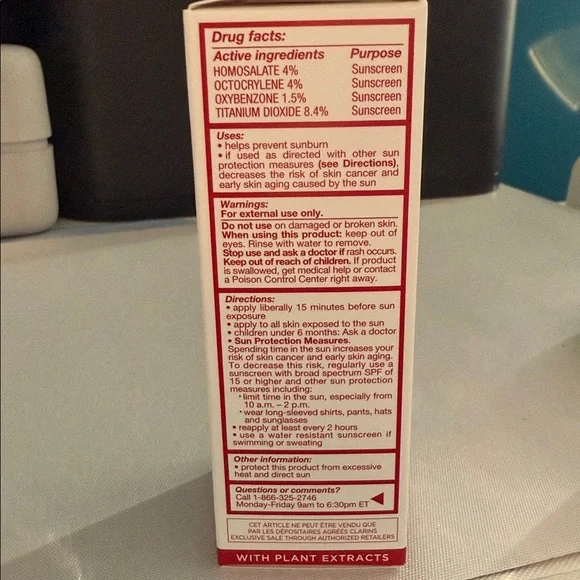 Drug facts:
Active ingredients Purpose
HOMOSALATE 4% Sunscreen
OCTOCRYLENE 4% Sunscreen
OXYBENZONE 1.5% Sunscreen
TITANIUM DIOXIDE 8.4% Sunscreen
Uses:
• helps prevent sunburn
• if used as directed with other sun
protection measures (see Directions),
decreases the risk of skin cancer and
early skin aging caused by the sun
Warnings:
For external use only.
Do not use on damaged or broken skin.
When using this product: keep out of
eyes. Rinse with water to remove.
Stop use and ask a doctor if rash occurs.
Keep out of reach of children. If product
is swallowed, get medical help or contact
a Poison Control Center right away.
Directions:
• apply liberally 15 minutes before sun
exposure
• apply to all skin exposed to the sun
• children under 6 months: Ask a doctor
• Sun Protection Measures.
Spending time in the sun increases your
risk of skin cancer and early skin aging.
To decrease this risk, regularly use a
sunscreen with broad spectrum SPF of
15 or higher and other sun protection
measures including:
• limit time in the sun, especially from
10 a.m. – 2 p.m.
• wear long-sleeved shirts, pants, hats
and sunglasses
• reapply at least every 2 hours
• use a water resistant sunscreen if
swimming or sweating
Other information:
• protect this product from excessive
heat and direct sun
Questions or comments?
Call 1-866-325-2746
Monday-Friday 9am to 6:30pm ET
CET ARTICLE NE PEUT ÊTRE VENDU QUE
PAR LES DÉPOSITAIRES AGRÉÉS CLARINS
EXCLUSIVE SALE THROUGH AUTHORIZED RETAILERS
WITH PLANT EXTRACTS